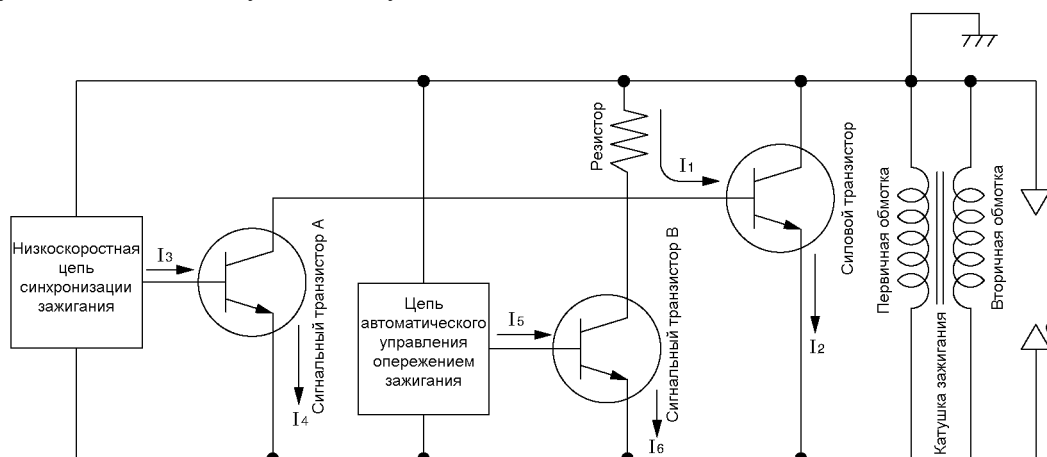 Низкоскоростная
цепь
синхронизации
зажигания
I3
Сигнальный транзистор A
I4
Цепь
автоматического
управления
опережением
зажигания
I5
Сигнальный транзистор B
I6
Резистор
I1
Силовой транзистор
I2
Первичная обмотка
Катушка зажигания
Вторичная обмотка